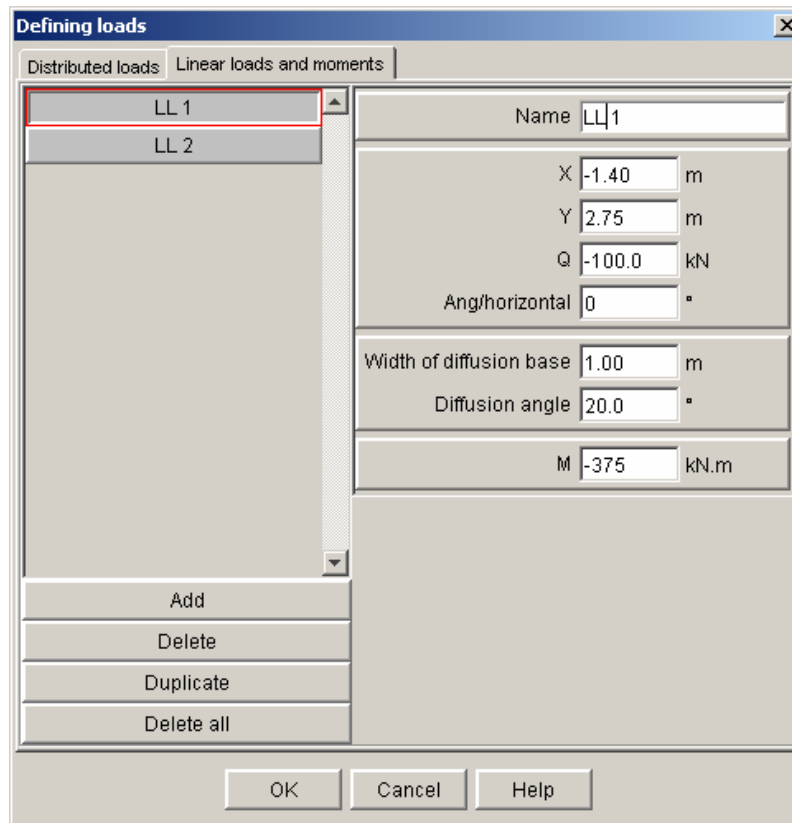 Defining loads
Distributed loads Linear loads and moments
LL 1
LL 2
Name LL 1
X -1.40 m
Y 2.75 m
Q -100.0 kN
Ang/horizontal 0 °
Width of diffusion base 1.00 m
Diffusion angle 20.0 °
M -375 kN.m
Add
Delete
Duplicate
Delete all
OK Cancel Help